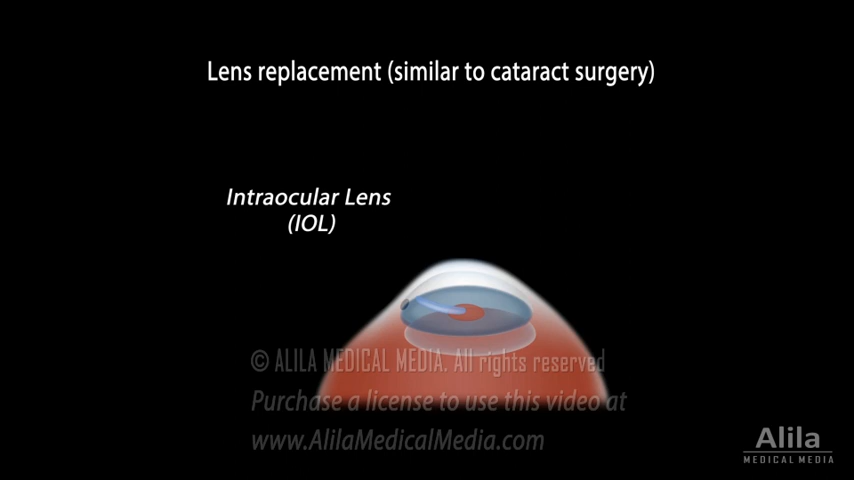 Lens replacement (similar to cataract surgery)
Intraocular Lens
(IOL)
© ALILA MEDICAL MEDIA. All rights reserved
Purchase a license to use this video at
www.AlilaMedicalMedia.com
Alila
MEDICAL MEDIA